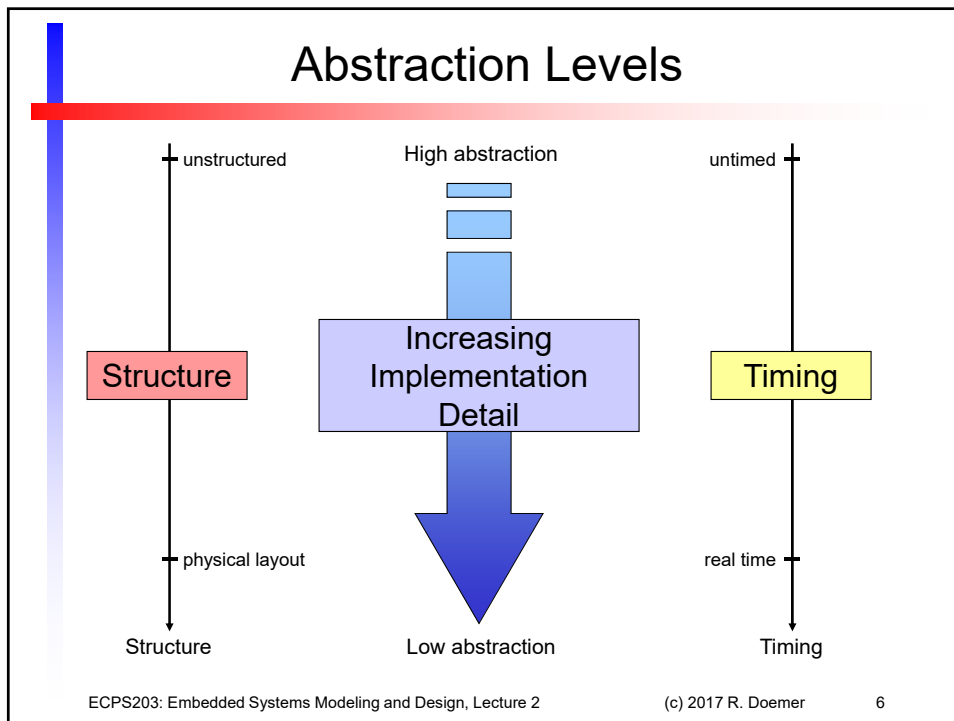 Abstraction Levels
unstructured
High abstraction
untimed
Structure
Increasing
Implementation
Detail
Timing
physical layout
real time
Structure
Low abstraction
Timing
ECPS203: Embedded Systems Modeling and Design, Lecture 2
(c) 2017 R. Doemer
6